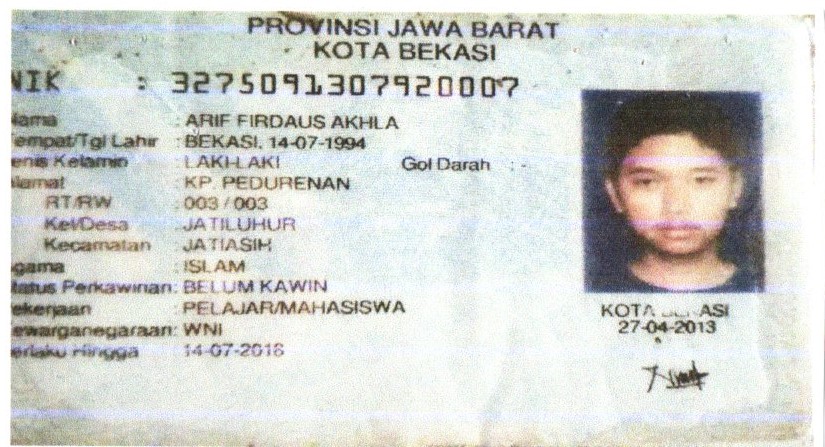 PROVINSI JAWA BARAT
KOTA BEKASI
NIK : 3275091307920007
Nama : ARIF FIRDAUS AKHLA
Tempat/Tgl Lahir : BEKASI, 14-07-1994
Jenis Kelamin : LAKI-LAKI Gol Darah : -
Alamat : KP. PEDURENAN
RT/RW : 003 / 003
Kel/Desa : JATILUHUR
Kecamatan : JATIASIH
Agama : ISLAM
Status Perkawinan: BELUM KAWIN
Pekerjaan : PELAJAR/MAHASISWA
Kewarganegaraan: WNI
Berlaku Hingga : 14-07-2018
KOTA BEKASI
27-04-2013